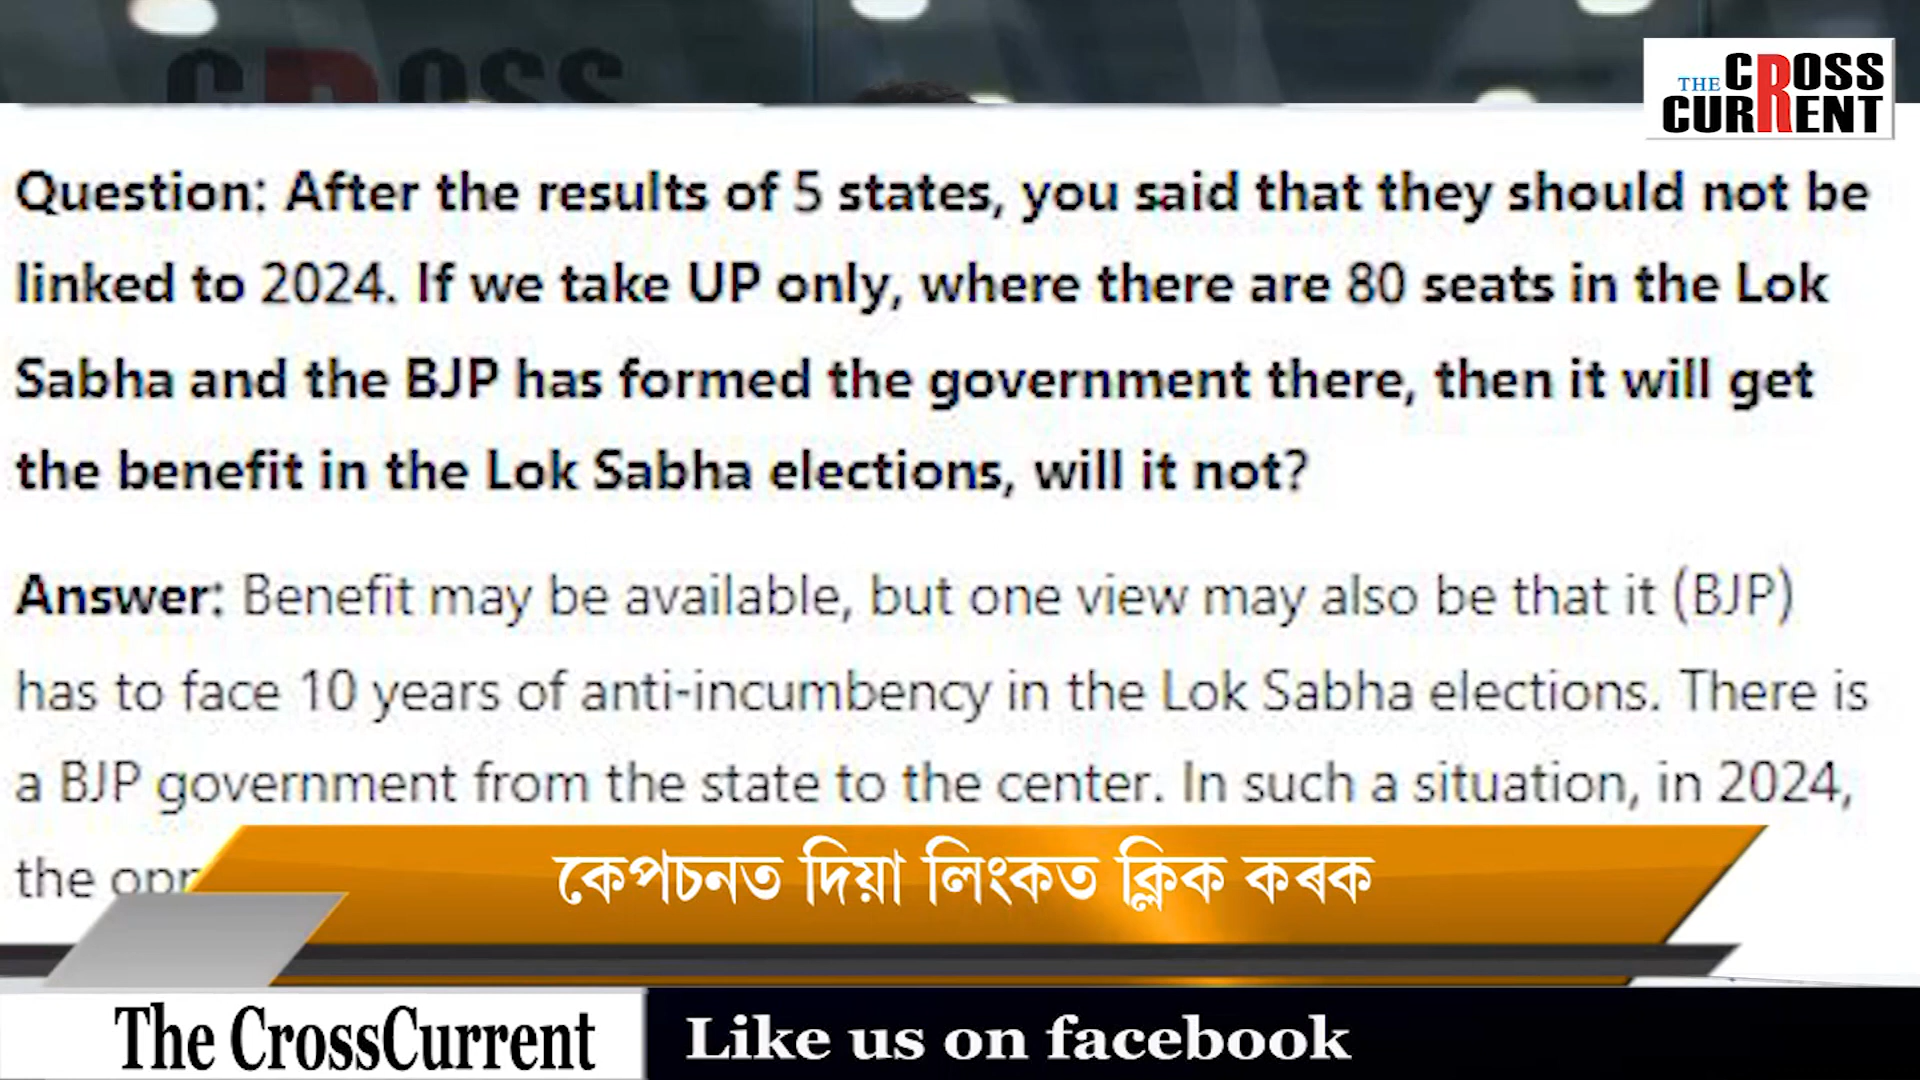 CROSS
THE CROSS
CURRENT
Question: After the results of 5 states, you said that they should not be
linked to 2024. If we take UP only, where there are 80 seats in the Lok
Sabha and the BJP has formed the government there, then it will get
the benefit in the Lok Sabha elections, will it not?
Answer: Benefit may be available, but one view may also be that it (BJP)
has to face 10 years of anti-incumbency in the Lok Sabha elections. There is
a BJP government from the state to the center. In such a situation, in 2024,
the
কেপচনত দিয়া লিংকত ক্লিক কৰক
The CrossCurrent
Like us on facebook